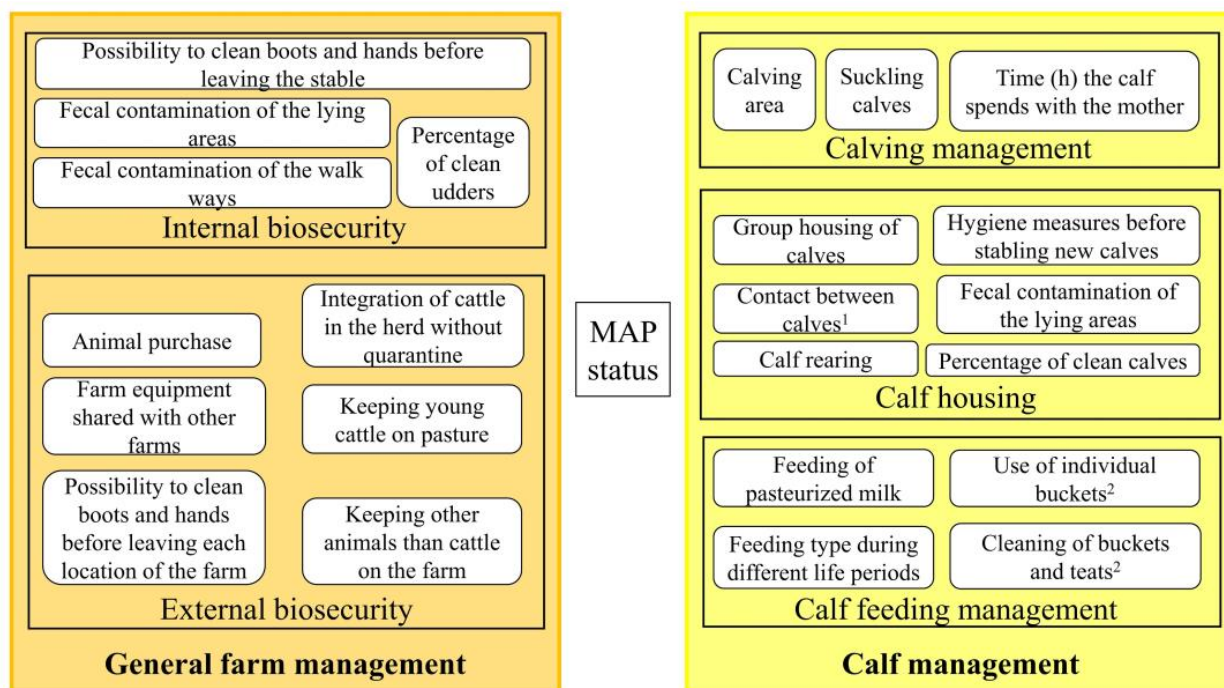 Possibility to clean boots and hands before
leaving the stable
Fecal contamination of the lying
areas
Fecal contamination of the walk
ways
Percentage
of clean
udders
Internal biosecurity
Animal purchase
Integration of cattle
in the herd without
quarantine
Farm equipment
shared with other
farms
Keeping young
cattle on pasture
Possibility to clean
boots and hands
before leaving each
location of the farm
Keeping other
animals than cattle
on the farm
External biosecurity
General farm management
MAP
status
Calving
area
Suckling
calves
Time (h) the calf
spends with the mother
Calving management
Group housing of
calves
Hygiene measures before
stabling new calves
Contact between
calves¹
Fecal contamination of
the lying areas
Calf rearing
Percentage of clean calves
Calf housing
Feeding of
pasteurized milk
Use of individual
buckets²
Feeding type during
different life periods
Cleaning of buckets
and teats²
Calf feeding management
Calf management